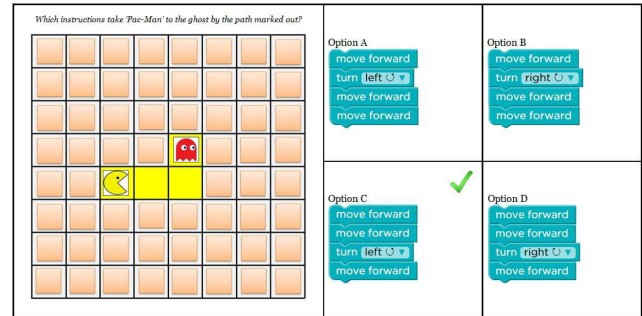 Which instructions take 'Pac-Man' to the ghost by the path marked out?
Option A
move forward
turn left ↺ ▼
move forward
move forward
Option B
move forward
turn right ↻ ▼
move forward
move forward
Option C
move forward
move forward
turn left ↺ ▼
move forward
Option D
move forward
move forward
turn right ↻ ▼
move forward